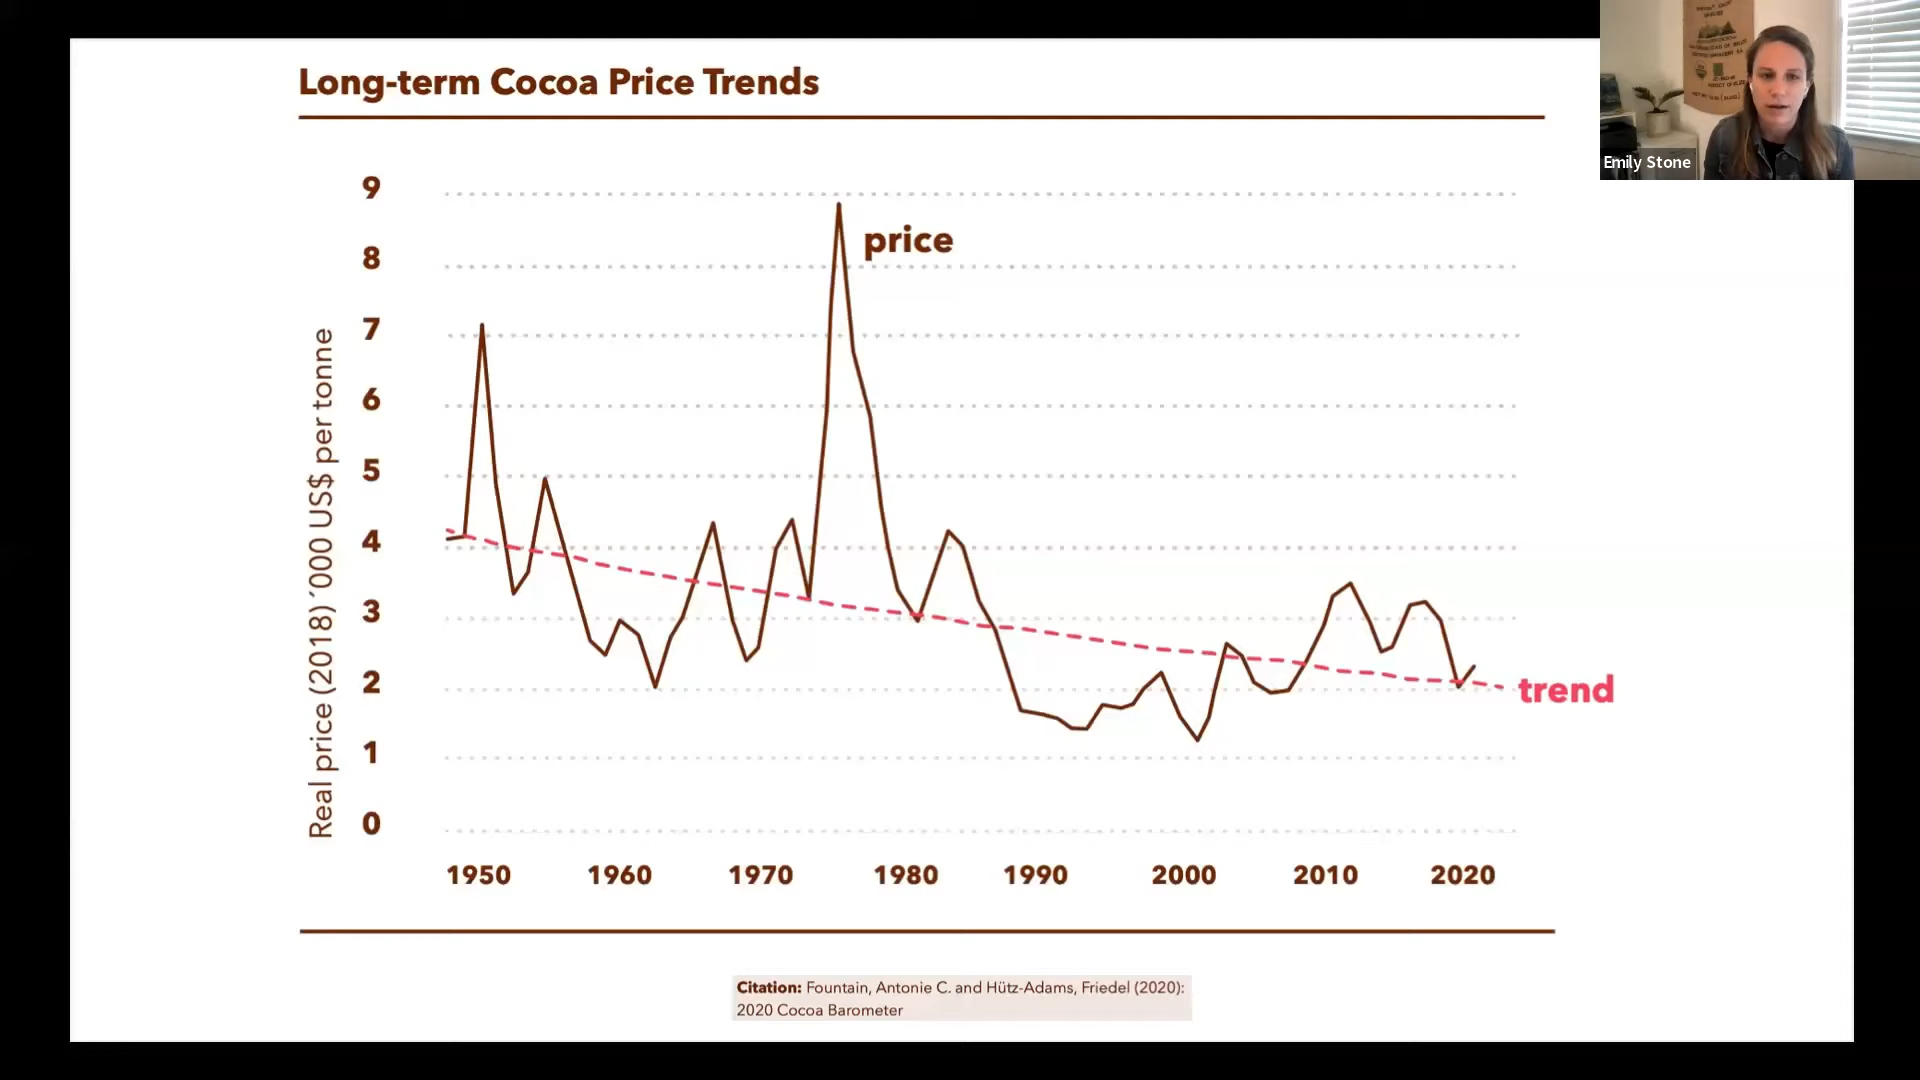 Long-term Cocoa Price Trends
Emily Stone
9
8
7
6
5
4
3
2
1
0
Real price (2018) ´000 US$ per tonne
price
trend
1950 1960 1970 1980 1990 2000 2010 2020
Citation: Fountain, Antonie C. and Hütz-Adams, Friedel (2020):
2020 Cocoa Barometer